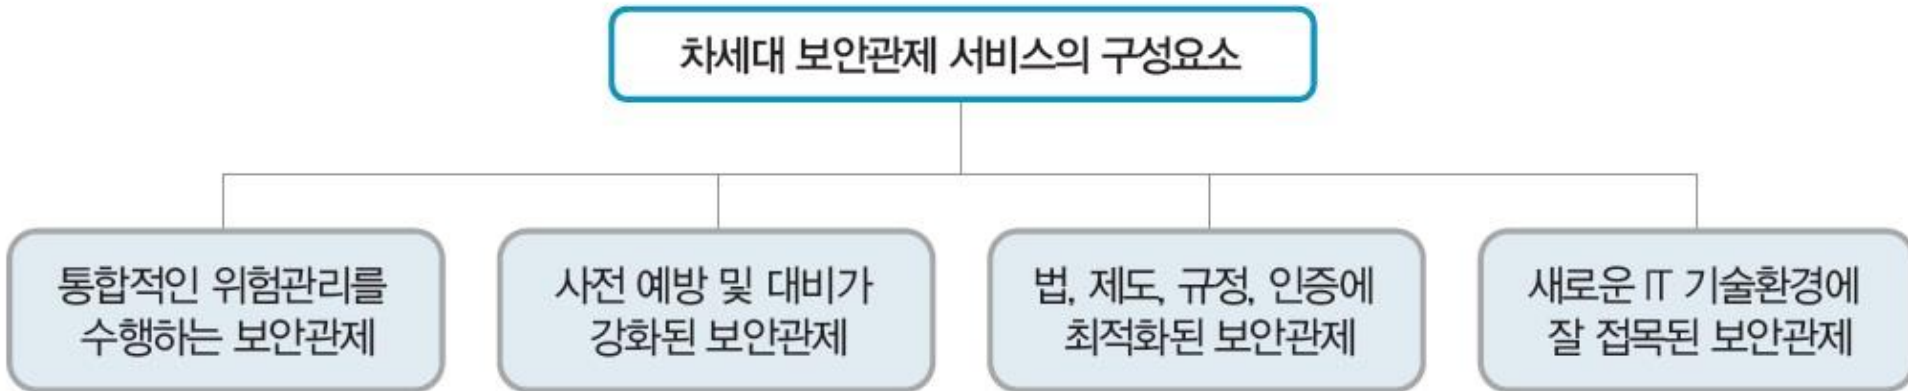 차세대 보안관제 서비스의 구성요소
통합적인 위험관리를
수행하는 보안관제
사전 예방 및 대비가
강화된 보안관제
법, 제도, 규정, 인증에
최적화된 보안관제
새로운 IT 기술환경에
잘 접목된 보안관제